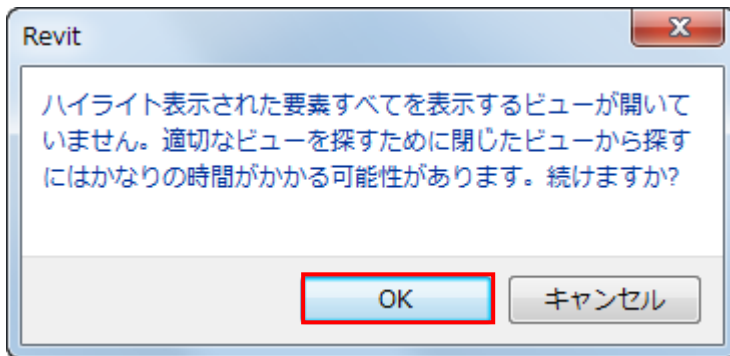 Revit
ハイライト表示された要素すべてを表示するビューが開いて
いません。適切なビューを探すために閉じたビューから探す
にはかなりの時間がかかる可能性があります。続けますか?
OK
キャンセル